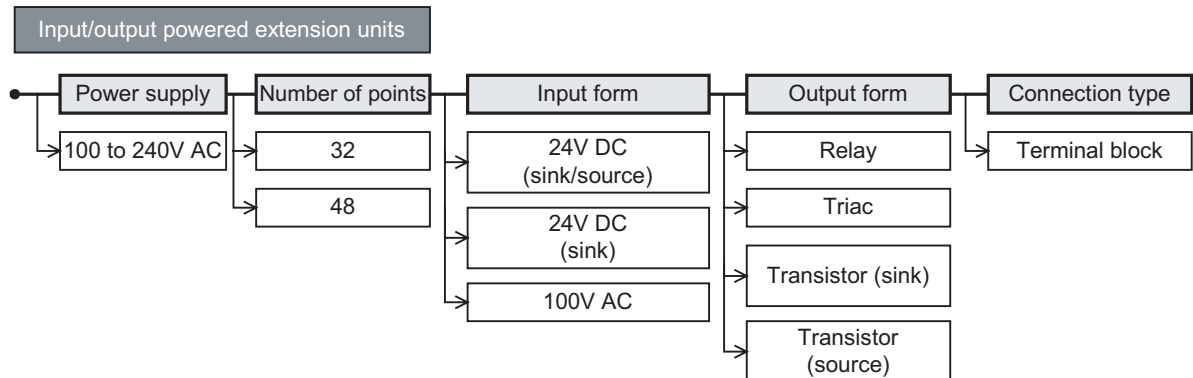 Input/output powered extension units
Power supply
Number of points
Input form
Output form
Connection type
100 to 240V AC
32
48
24V DC
(sink/source)
24V DC
(sink)
100V AC
Relay
Triac
Transistor (sink)
Transistor
(source)
Terminal block